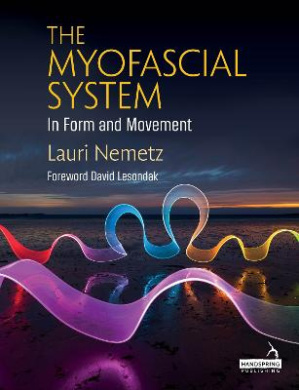 THE
MYOFASCIAL
SYSTEM
In Form and Movement
Lauri Nemetz
Foreword David Lesondak
HANDSPRING
PUBLISHING